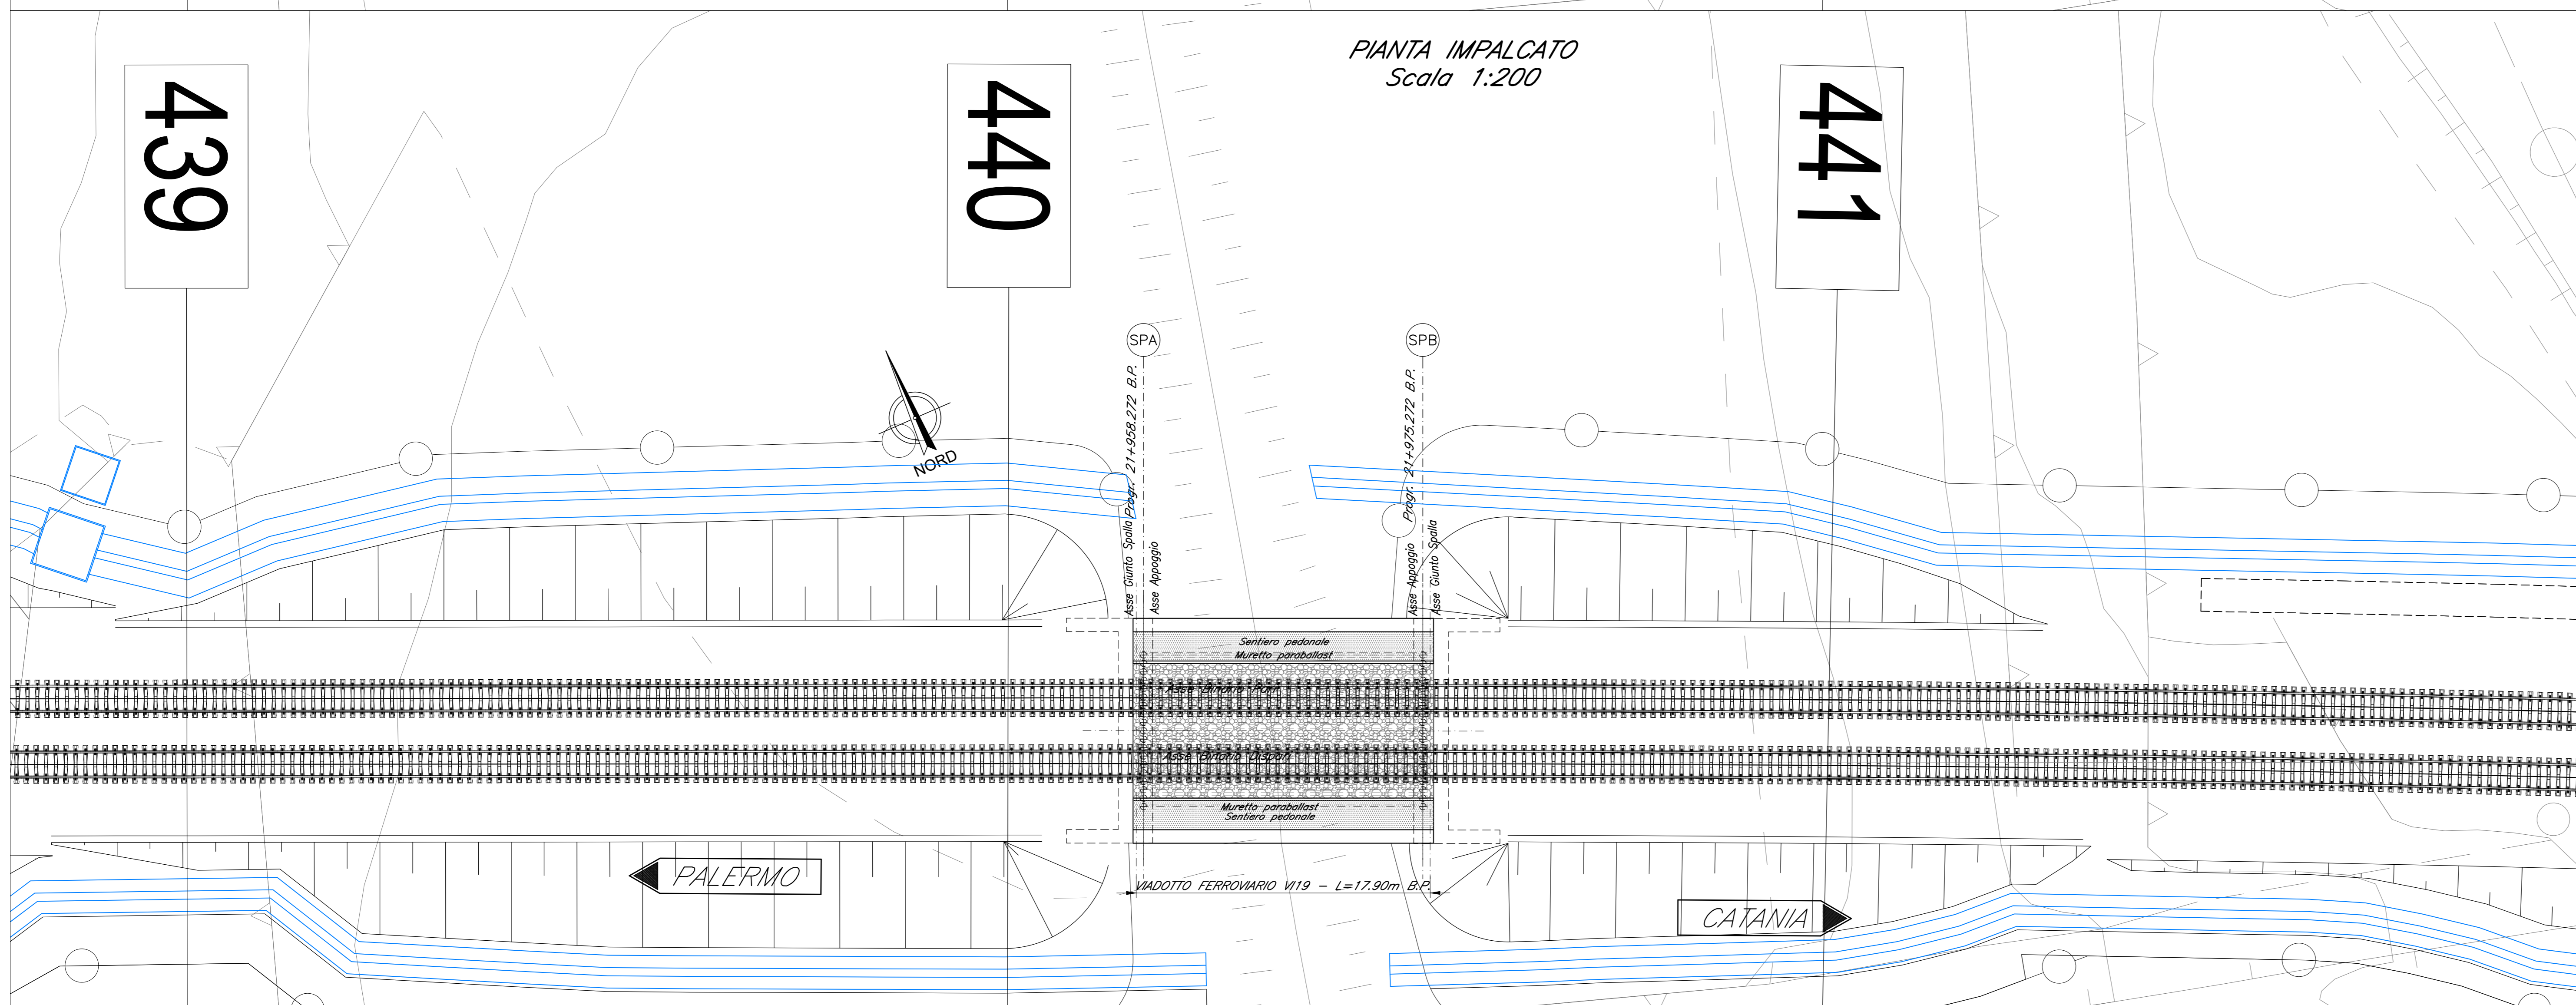 PIANTA IMPALCATO
Scala 1:200
439
440
441
SPA
SPB
Progr. 21+958.272 B.P.
Progr. 21+975.272 B.P.
NORD
Asse Giunto Spalla
Asse Appoggio
Asse Appoggio
Asse Giunto Spalla
Sentiero pedonale
Muretto paraballast
Asse Binario Pari
Asse Binario Dispari
Muretto paraballast
Sentiero pedonale
PALERMO
VIADOTTO FERROVIARIO VI19 - L=17.90m B.P.
CATANIA